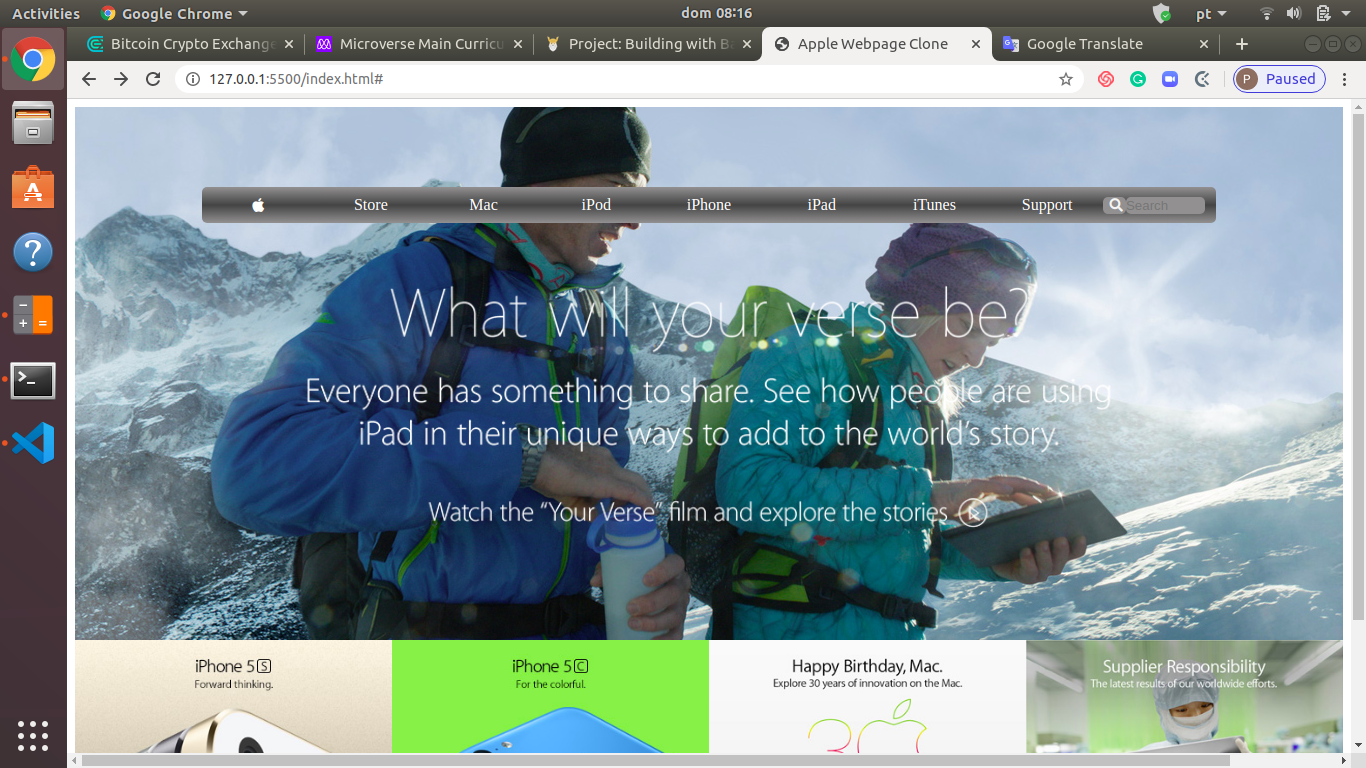 Activities
Google Chrome
dom 08:16
pt
Bitcoin Crypto Exchange
Microverse Main Curricu
Project: Building with Ba
Apple Webpage Clone
Google Translate
127.0.0.1:5500/index.html#
P
Paused
Store
Mac
iPod
iPhone
iPad
iTunes
Support
Search
What will your verse be?
Everyone has something to share. See how people are using
iPad in their unique ways to add to the world's story.
Watch the “Your Verse” film and explore the stories
iPhone 5S
Forward thinking.
iPhone 5C
For the colorful.
Happy Birthday, Mac.
Explore 30 years of innovation on the Mac.
30
Supplier Responsibility
The latest results of our worldwide efforts.